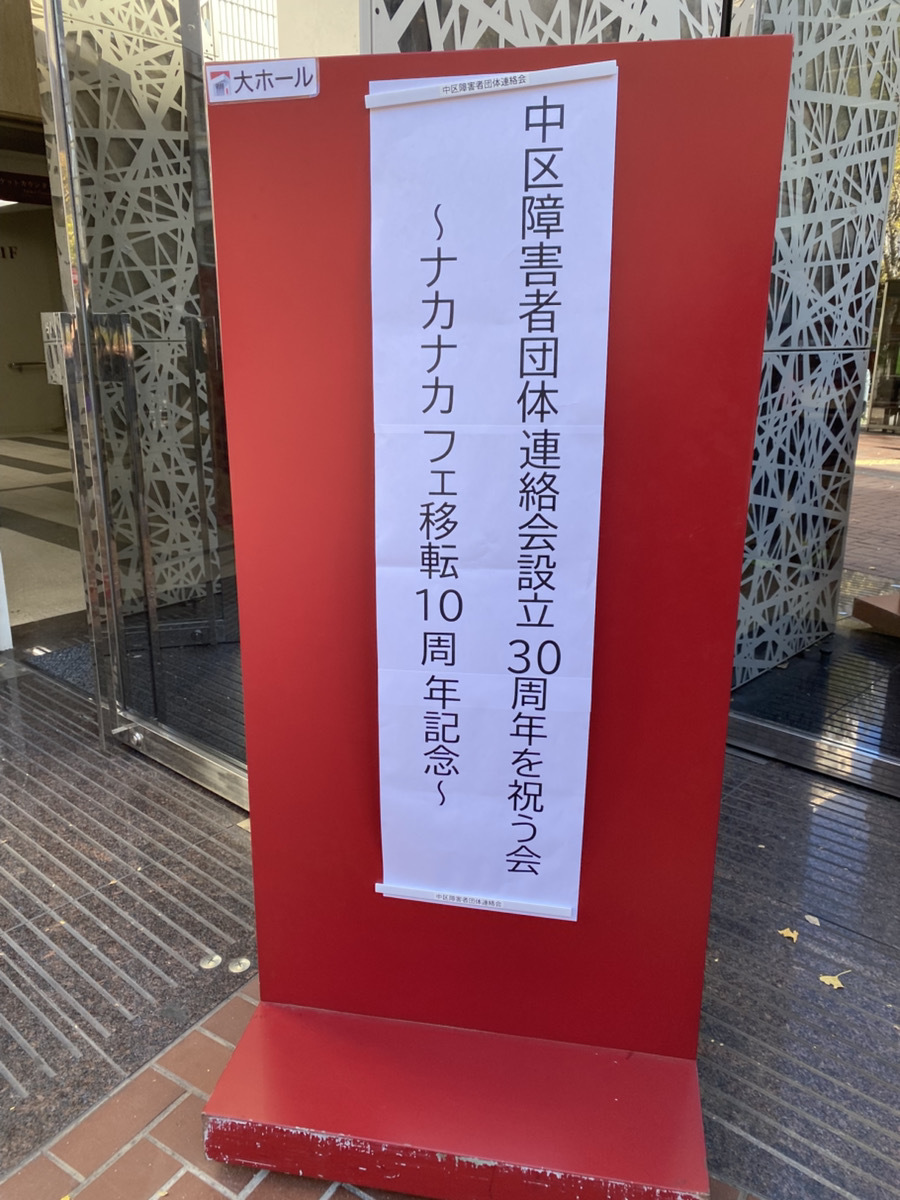 大ホール
中区障害者団体連絡会
中区障害者団体連絡会設立30周年を祝う会
～ナカナカフェ移転10周年記念～
中区障害者団体連絡会
1F